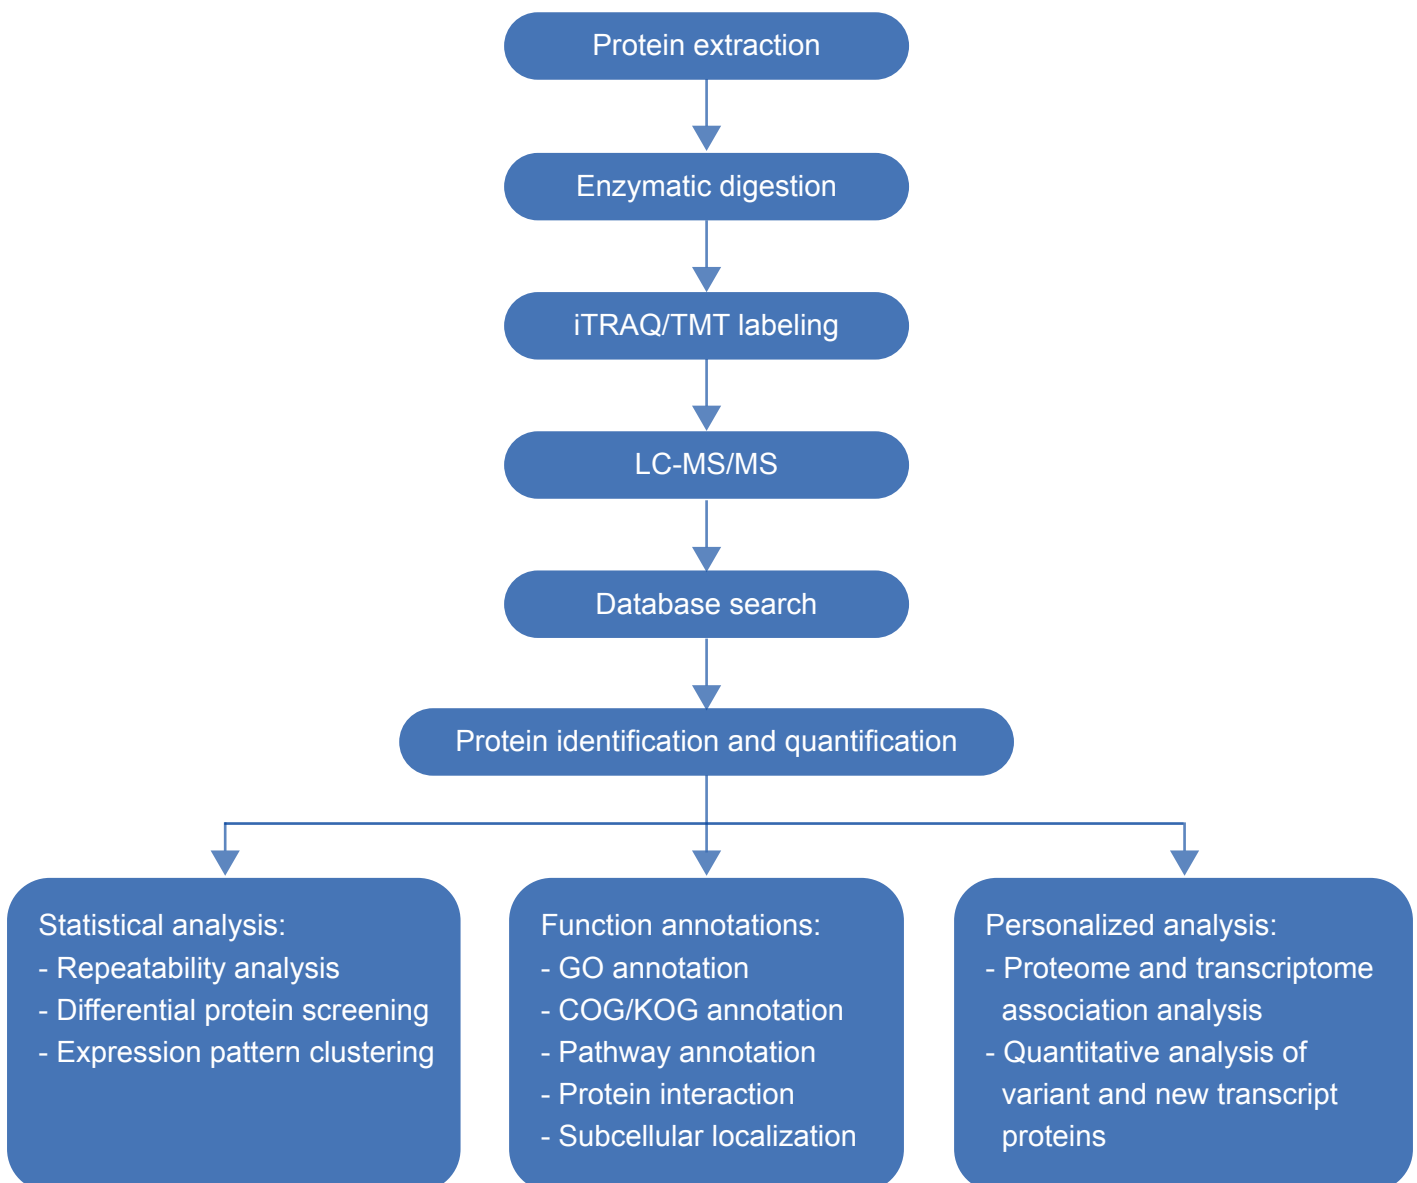 Protein extraction
Enzymatic digestion
iTRAQ/TMT labeling
LC-MS/MS
Database search
Protein identification and quantification
Statistical analysis:
- Repeatability analysis
- Differential protein screening
- Expression pattern clustering
Function annotations:
- GO annotation
- COG/KOG annotation
- Pathway annotation
- Protein interaction
- Subcellular localization
Personalized analysis:
- Proteome and transcriptome
association analysis
- Quantitative analysis of
variant and new transcript
proteins